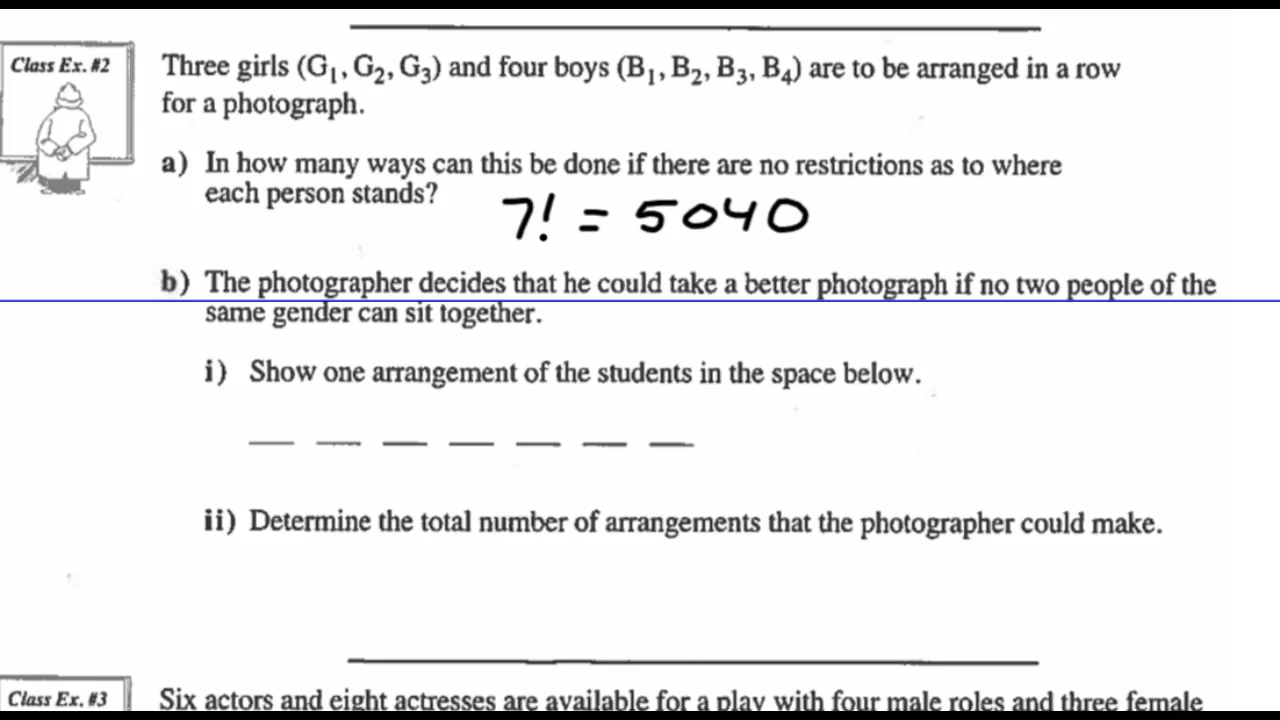 Class Ex. #2
Three girls (G₁, G₂, G₃) and four boys (B₁, B₂, B₃, B₄) are to be arranged in a row
for a photograph.
a) In how many ways can this be done if there are no restrictions as to where
each person stands?
7! = 5040
b) The photographer decides that he could take a better photograph if no two people of the
same gender can sit together.
i) Show one arrangement of the students in the space below.
ii) Determine the total number of arrangements that the photographer could make.
Class Ex. #3
Six actors and eight actresses are available for a play with four male roles and three female